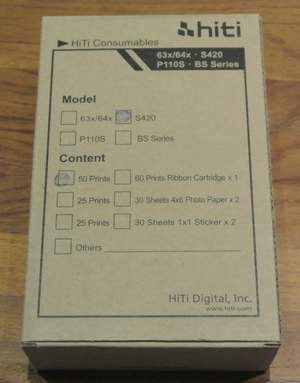 hiti
HiTi Consumables
63x/64x · S420
P110S · BS Series
Model
63x/64x S420
P110S BS Series
Content
50 Prints 60 Prints Ribbon Cartridge x 1
25 Prints 30 Sheets 4x6 Photo Paper x 2
25 Prints 30 Sheets 1x1 Sticker x 2
Others
HiTi Digital, Inc.
www.hiti.com